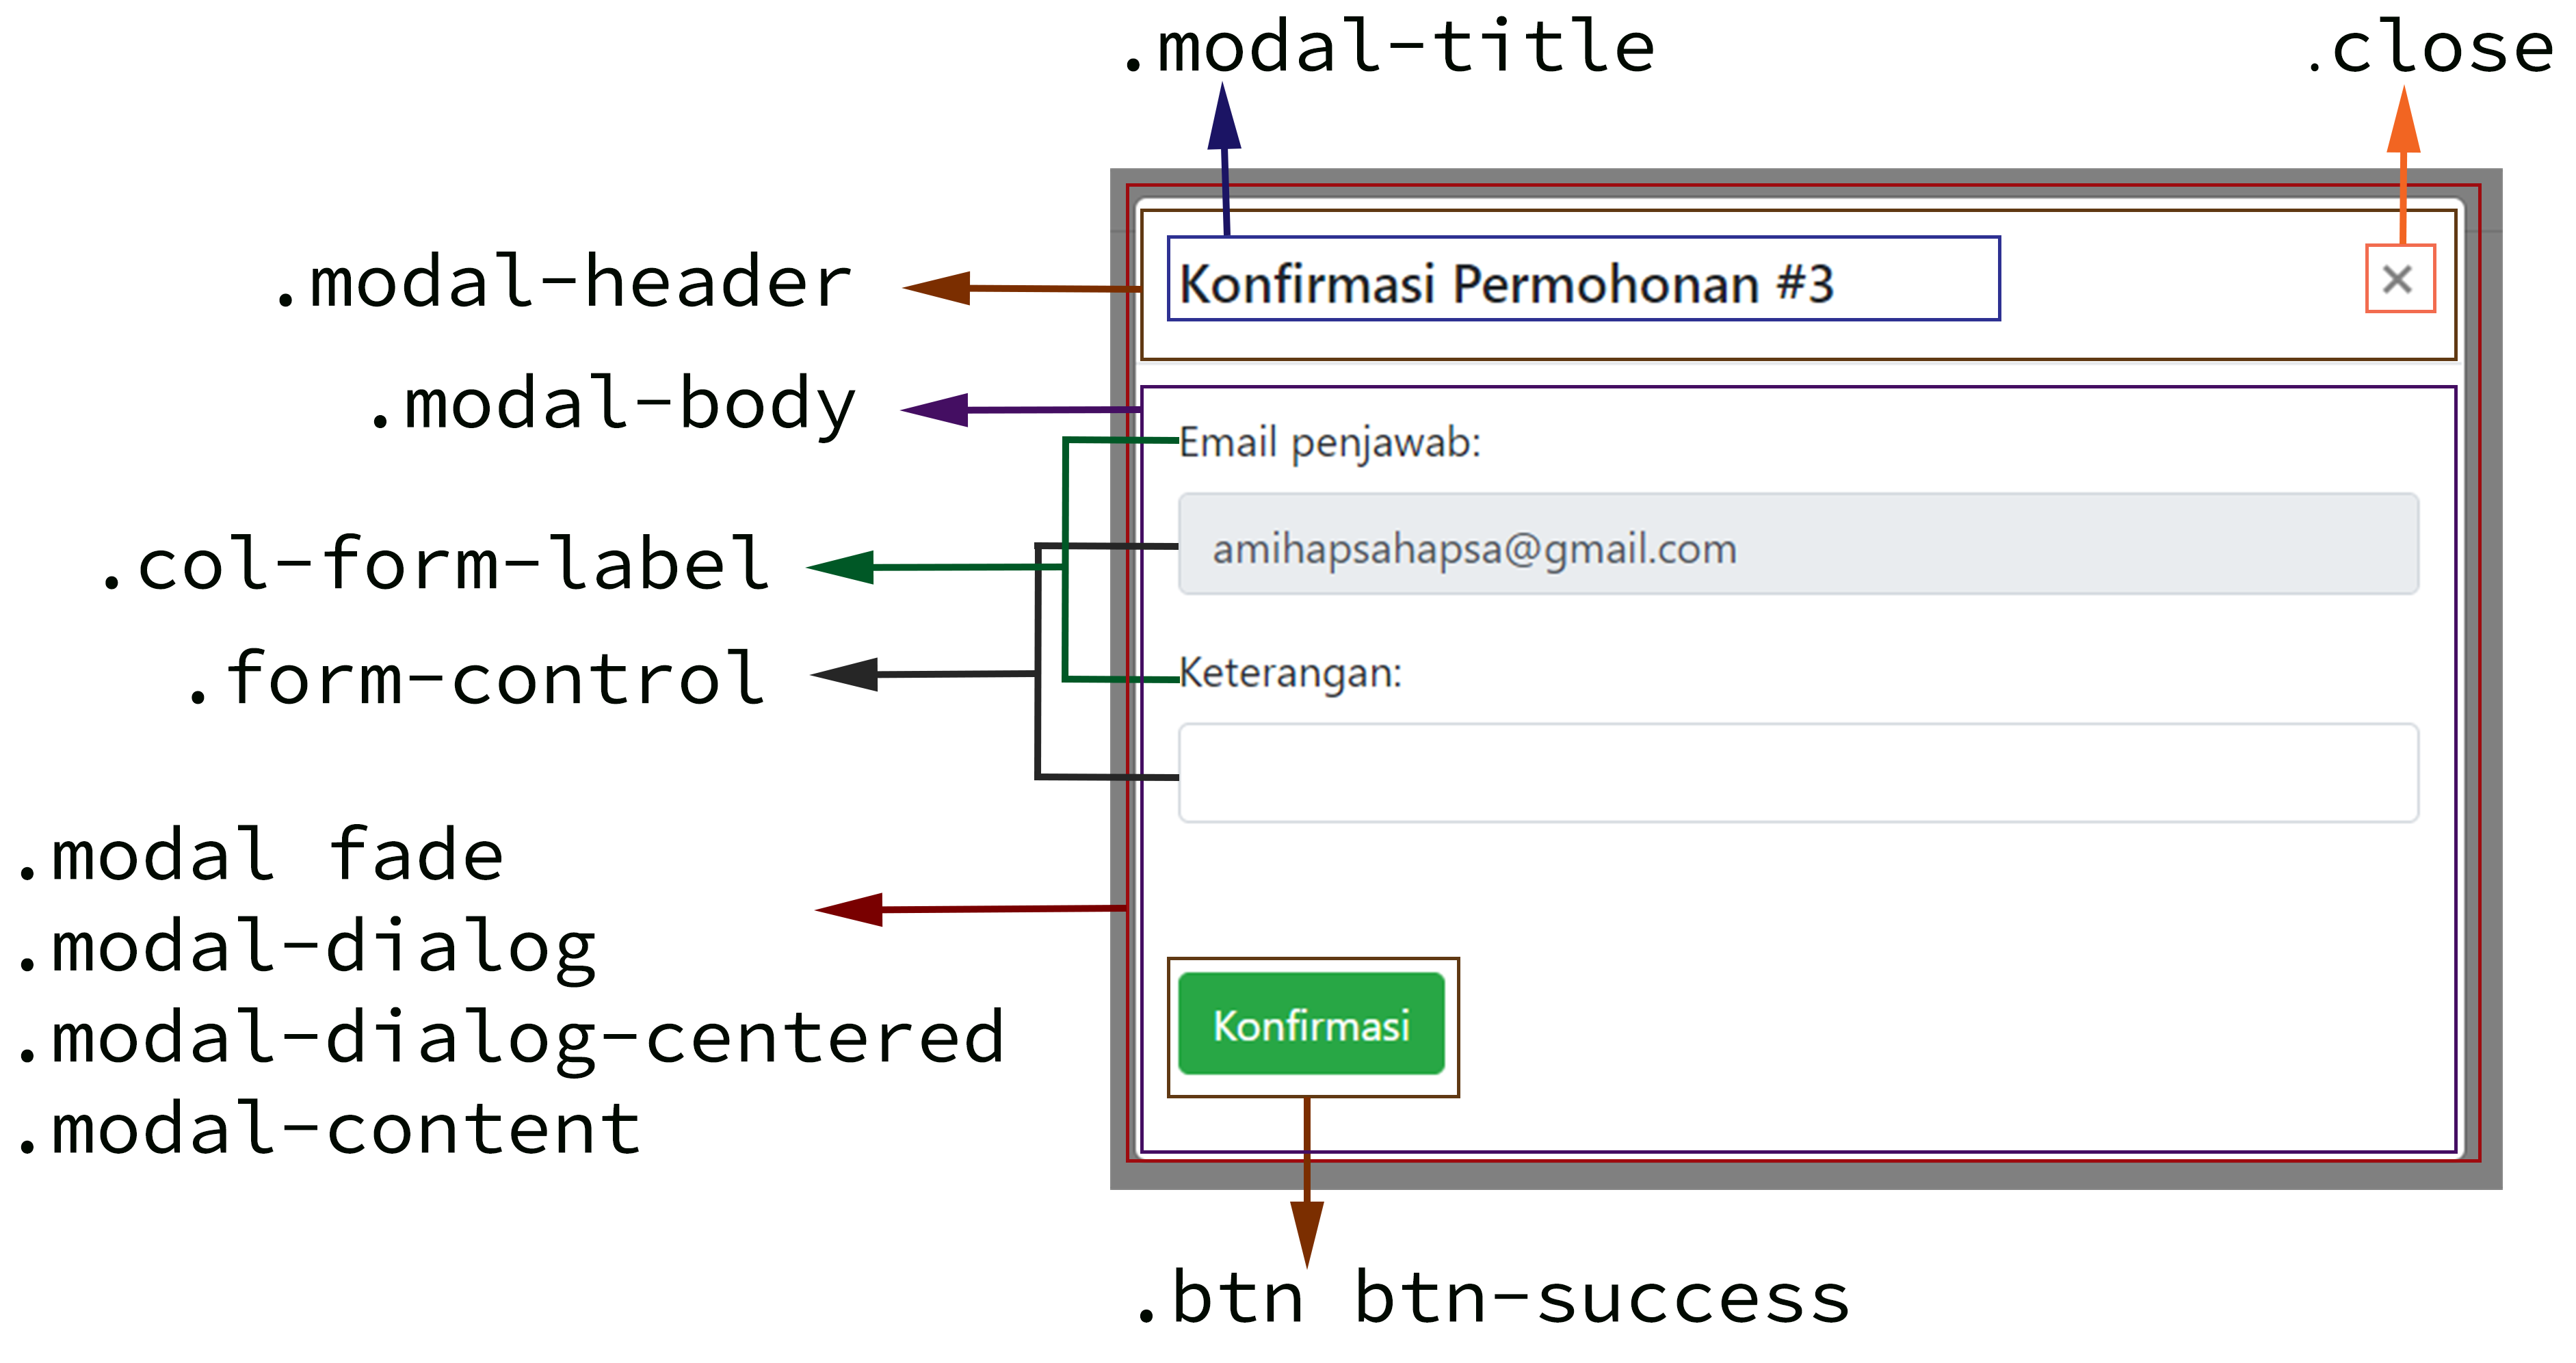 .modal-title
.close
.modal-header
Konfirmasi Permohonan #3
×
.modal-body
Email penjawab:
.col-form-label
amihapsahapsa@gmail.com
.form-control
Keterangan:
.modal fade
.modal-dialog
.modal-dialog-centered
.modal-content
Konfirmasi
.btn btn-success